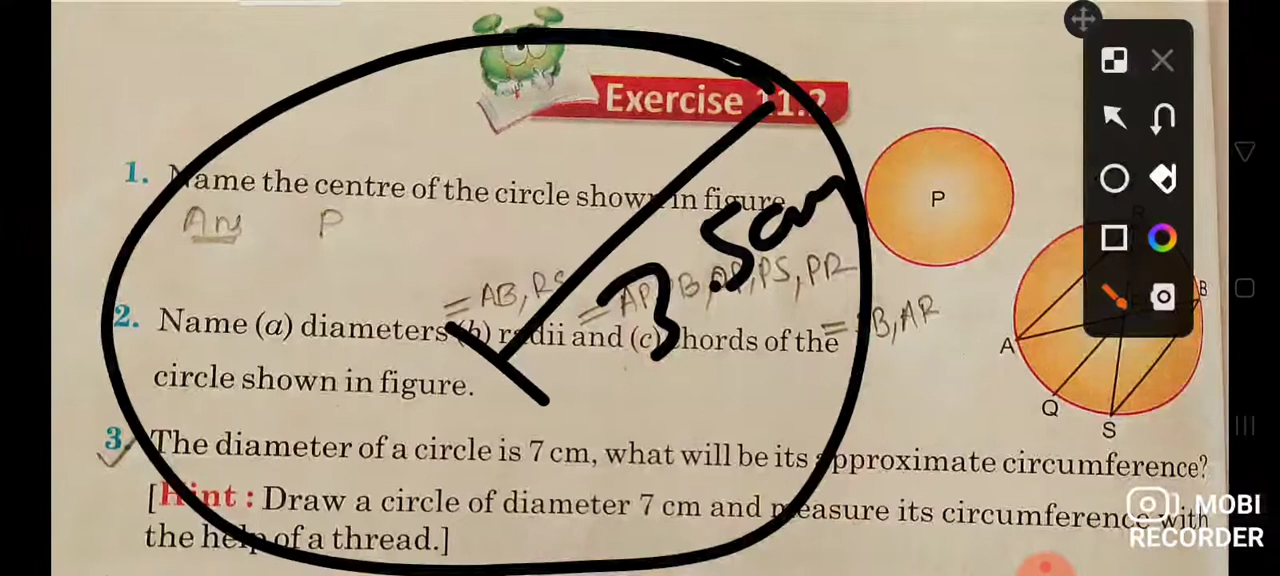 Exercise 11.2
1. Name the centre of the circle shown in figure.
Ans P
P
= AB, RS = AP, PB, QP, PS, PR
2. Name (a) diameters (b) radii and (c) chords of the = B, AR
circle shown in figure.
3.5cm
B
A
Q
S
3. The diameter of a circle is 7 cm, what will be its approximate circumference?
[Hint : Draw a circle of diameter 7 cm and measure its circumference with
the help of a thread.]
MOBI
RECORDER